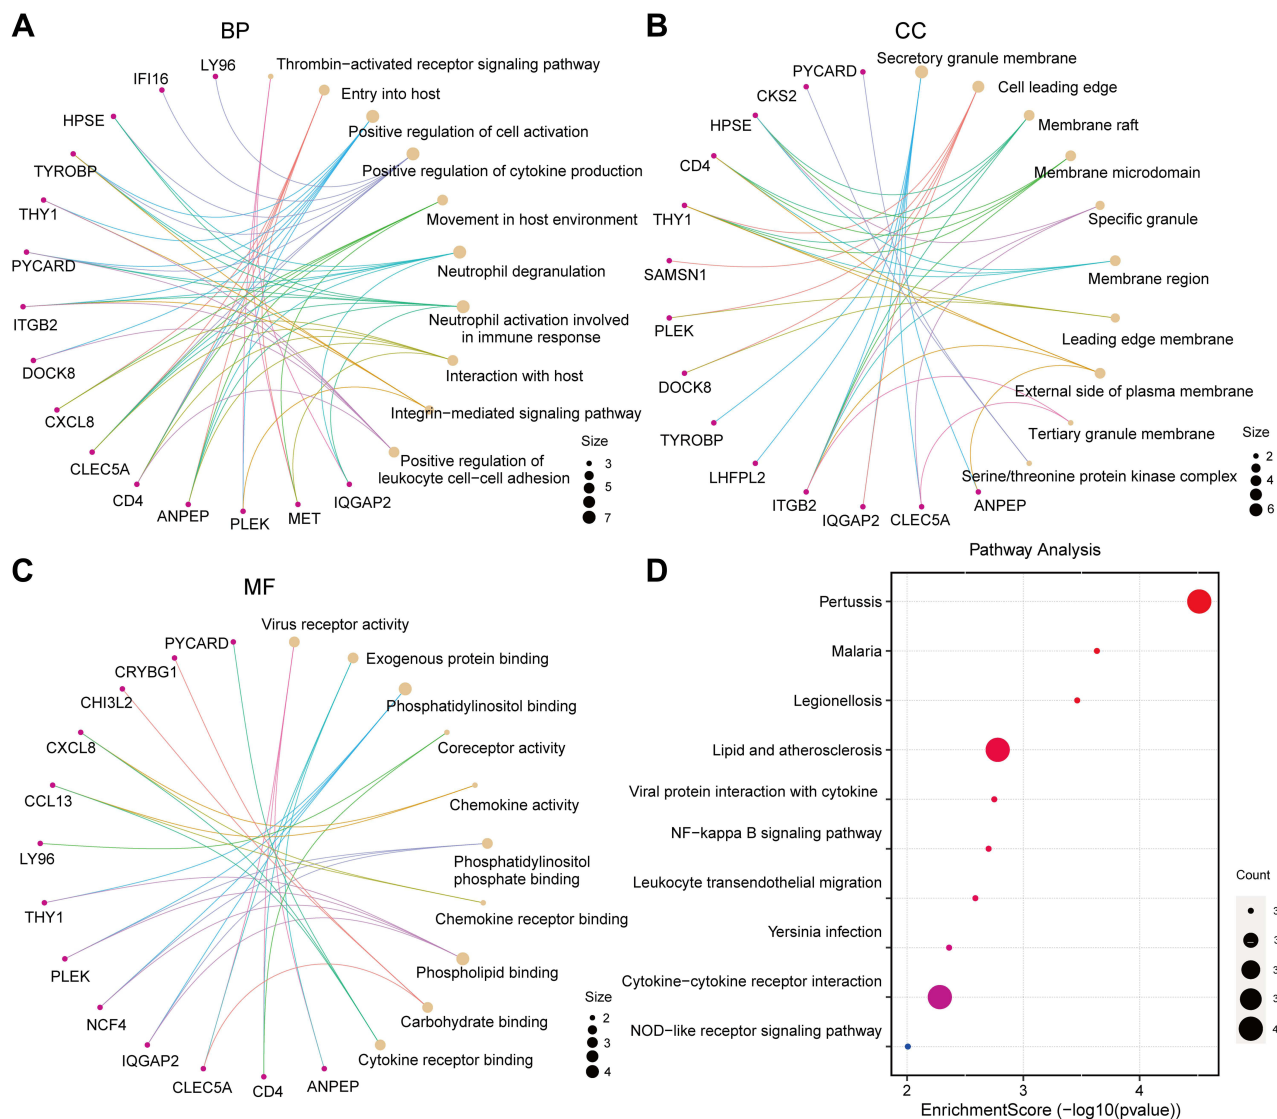 A
BP
LY96
IFI16
HPSE
TYROBP
THY1
PYCARD
ITGB2
DOCK8
CXCL8
CLEC5A
CD4
ANPEP
PLEK
MET
IQGAP2
Thrombin−activated receptor signaling pathway
Entry into host
Positive regulation of cell activation
Positive regulation of cytokine production
Movement in host environment
Neutrophil degranulation
Neutrophil activation involved
in immune response
Interaction with host
Integrin−mediated signaling pathway
Positive regulation of
leukocyte cell−cell adhesion
Size
3
5
7
B
CC
PYCARD
CKS2
HPSE
CD4
THY1
SAMSN1
PLEK
DOCK8
TYROBP
LHFPL2
ITGB2
IQGAP2
CLEC5A
ANPEP
Secretory granule membrane
Cell leading edge
Membrane raft
Membrane microdomain
Specific granule
Membrane region
Leading edge membrane
External side of plasma membrane
Tertiary granule membrane
Serine/threonine protein kinase complex
Size
2
4
6
C
MF
PYCARD
CRYBG1
CHI3L2
CXCL8
CCL13
LY96
THY1
PLEK
NCF4
IQGAP2
CLEC5A
CD4
ANPEP
Virus receptor activity
Exogenous protein binding
Phosphatidylinositol binding
Coreceptor activity
Chemokine activity
Phosphatidylinositol
phosphate binding
Chemokine receptor binding
Phospholipid binding
Carbohydrate binding
Cytokine receptor binding
Size
2
3
4
D
Pathway Analysis
Pertussis
Malaria
Legionellosis
Lipid and atherosclerosis
Viral protein interaction with cytokine
NF−kappa B signaling pathway
Leukocyte transendothelial migration
Yersinia infection
Cytokine−cytokine receptor interaction
NOD−like receptor signaling pathway
2
3
4
EnrichmentScore (−log10(pvalue))
Count
3
3
3
3
4